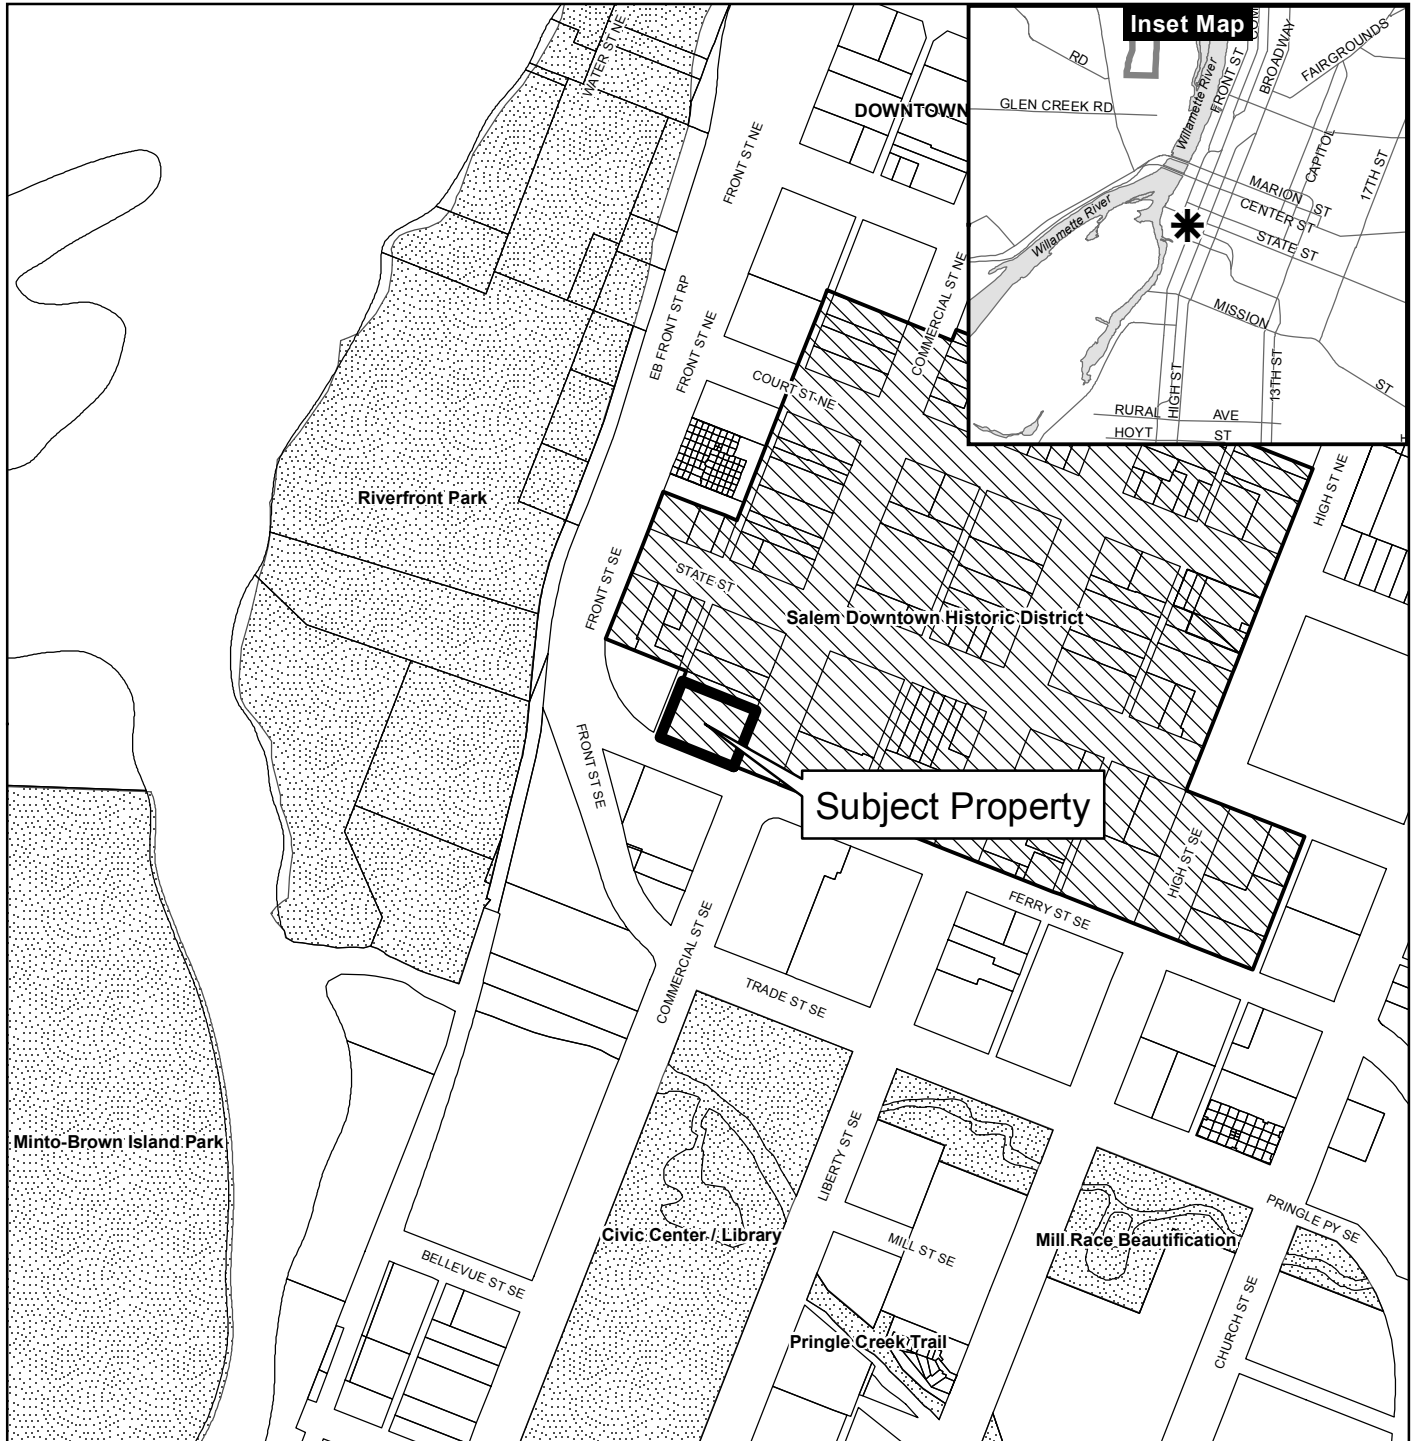 Inset Map
RD
GLEN CREEK RD
Willamette River
FRONT ST
COM
BROADWAY
FAIRGROUNDS
CAPITOL
17TH ST
MARION ST
CENTER ST
STATE ST
Willamette River
MISSION
ST
13TH ST
HIGH ST
RURAL AVE
HOYT ST
WATER ST NE
DOWNTOWN
FRONT ST NE
COMMERCIAL ST NE
EB FRONT ST RP
FRONT ST NE
COURT ST NE
HIGH ST NE
Riverfront Park
FRONT ST SE
STATE ST
Salem Downtown Historic District
FRONT ST SE
Subject Property
HIGH ST SE
FERRY ST SE
COMMERCIAL ST SE
TRADE ST SE
Minto-Brown Island Park
LIBERTY ST SE
PRINGLE PY SE
Civic Center / Library
MILL ST SE
Mill Race Beautification
BELLEVUE ST SE
CHURCH ST SE
Pringle Creek Trail